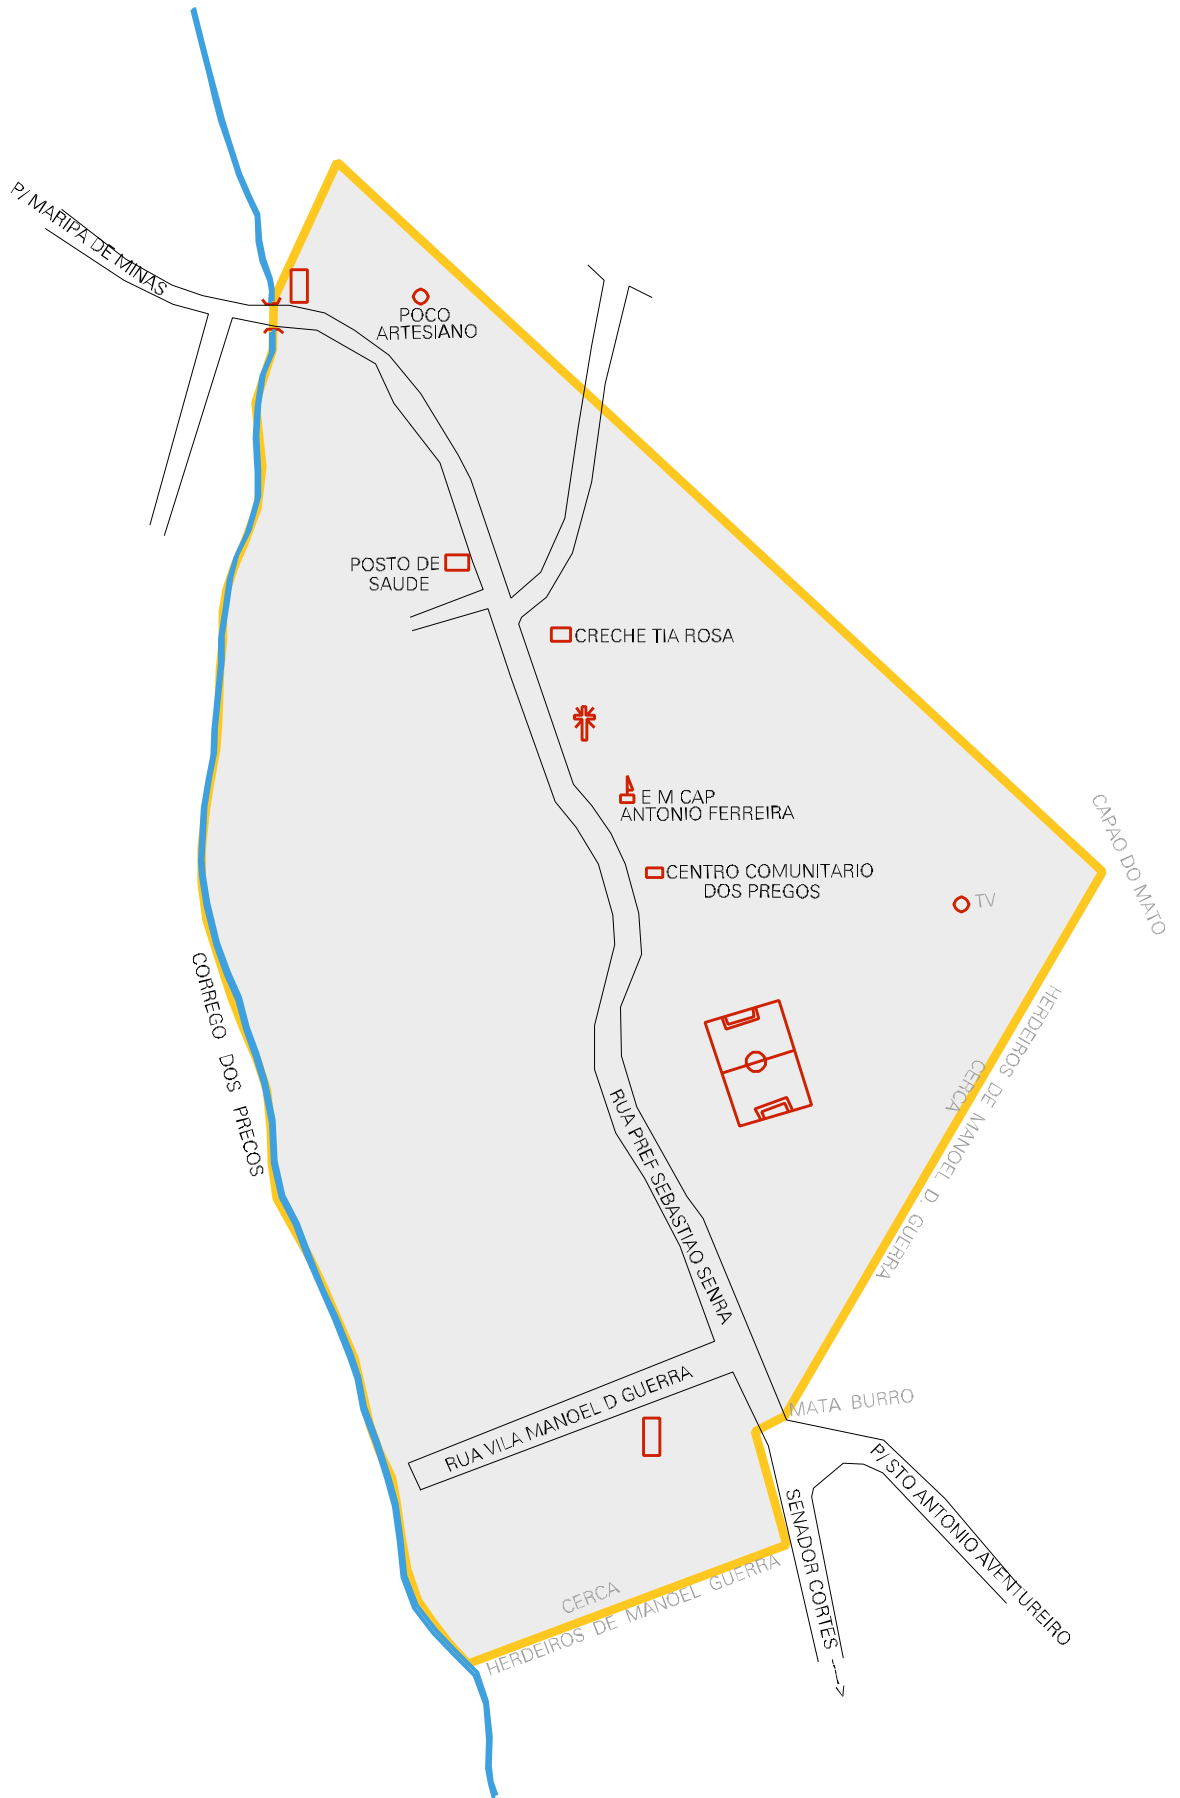 P/ MARIPA DE MINAS
POCO
ARTESIANO
POSTO DE
SAUDE
CRECHE TIA ROSA
E M CAP
ANTONIO FERREIRA
CENTRO COMUNITARIO
DOS PREGOS
TV
CAPAO DO MATO
HERDEIROS DE MANOEL D. GUERRA
CERCA
CORREGO DOS PRECOS
RUA PREF SEBASTIAO SENRA
RUA VILA MANOEL D GUERRA
MATA BURRO
P/ STO ANTONIO AVENTUREIRO
SENADOR CORTES --->
CERCA
HERDEIROS DE MANOEL GUERRA